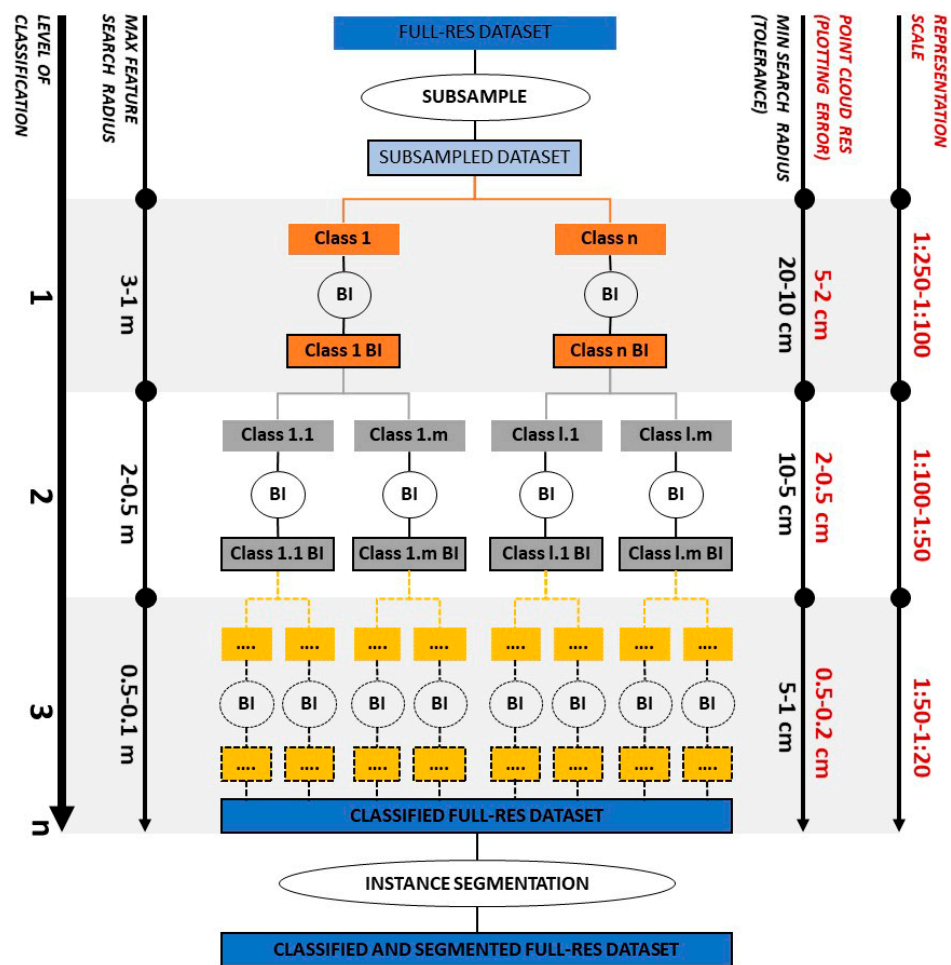 LEVEL OF
CLASSIFICATION
MAX FEATURE
SEARCH RADIUS
FULL-RES DATASET
SUBSAMPLE
SUBSAMPLED DATASET
MIN SEARCH RADIUS
(TOLERANCE)
POINT CLOUD RES
(PLOTTING ERROR)
REPRESENTATION
SCALE
1
3-1 m
Class 1
Class n
BI
BI
Class 1 BI
Class n BI
20-10 cm
5-2 cm
1:250-1:100
2
2-0.5 m
Class 1.1
Class 1.m
Class l.1
Class l.m
BI
BI
BI
BI
Class 1.1 BI
Class 1.m BI
Class l.1 BI
Class l.m BI
10-5 cm
2-0.5 cm
1:100-1:50
3
0.5-0.1 m
....
....
....
....
....
....
....
....
BI
BI
BI
BI
BI
BI
BI
BI
....
....
....
....
....
....
....
....
5-1 cm
0.5-0.2 cm
1:50-1:20
n
CLASSIFIED FULL-RES DATASET
INSTANCE SEGMENTATION
CLASSIFIED AND SEGMENTED FULL-RES DATASET